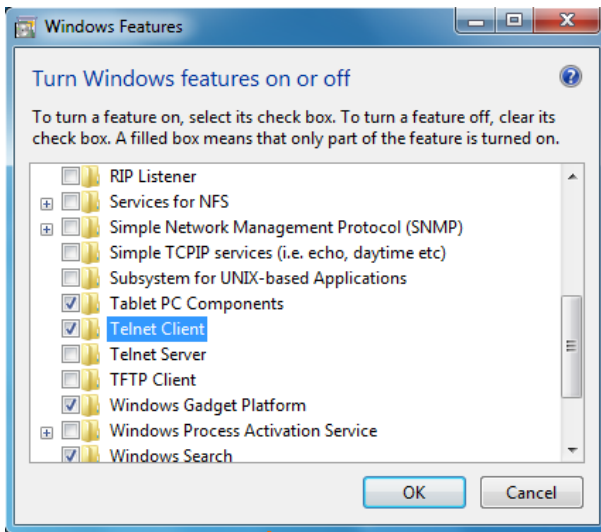 Windows Features
Turn Windows features on or off
To turn a feature on, select its check box. To turn a feature off, clear its
check box. A filled box means that only part of the feature is turned on.
RIP Listener
Services for NFS
Simple Network Management Protocol (SNMP)
Simple TCPIP services (i.e. echo, daytime etc)
Subsystem for UNIX-based Applications
Tablet PC Components
Telnet Client
Telnet Server
TFTP Client
Windows Gadget Platform
Windows Process Activation Service
Windows Search
OK Cancel